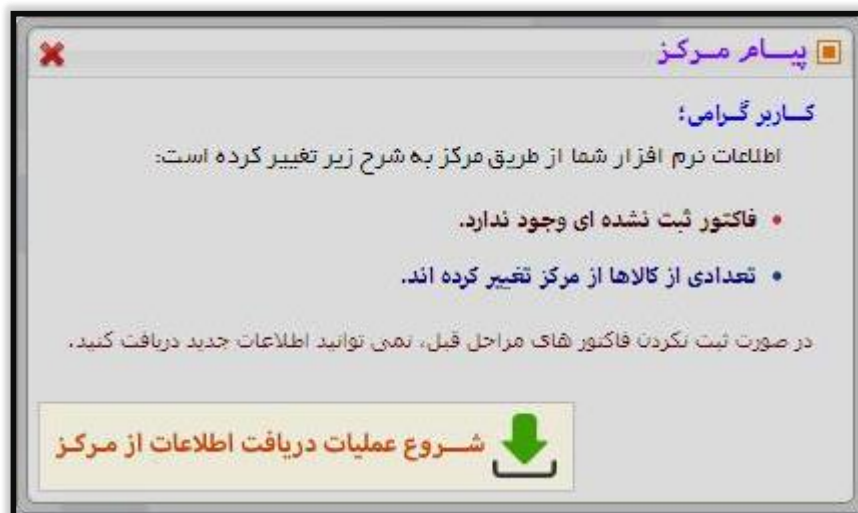 پیام مرکز
کاربر گرامی؛
اطلاعات نرم افزار شما از طریق مرکز به شرح زیر تغییر کرده است:
• فاکتور ثبت نشده ای وجود ندارد.
• تعدادی از کالاها از مرکز تغییر کرده اند.
در صورت ثبت نکردن فاکتور های مراحل قبل، نمی توانید اطلاعات جدید دریافت کنید.
شروع عملیات دریافت اطلاعات از مرکز